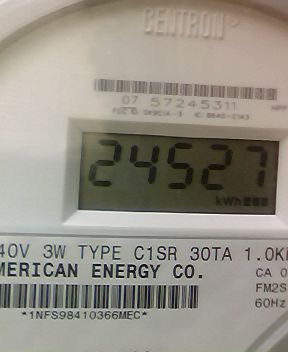 CENTRON®
07 57245311
24527
kWh
40V 3W TYPE C1SR 30TA 1.0K
MERICAN ENERGY CO.
CA 0
FM2S
60Hz
*1NFS98410366MEC*